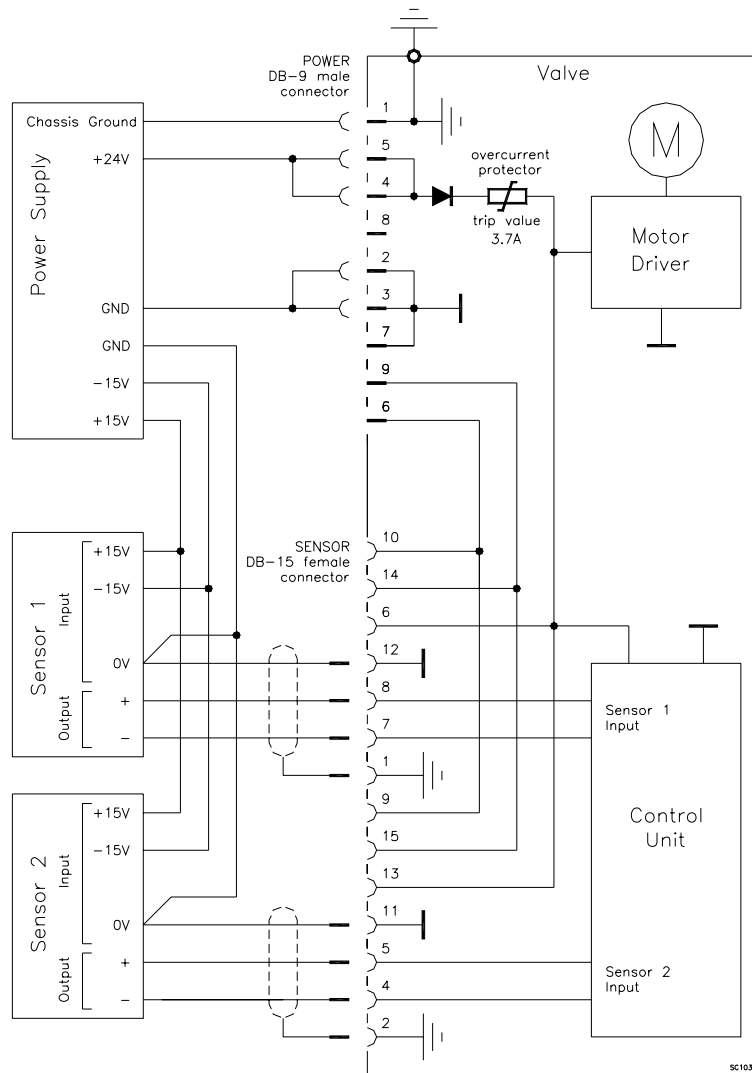 POWER
DB-9 male
connector
Valve
Power Supply
Chassis Ground
+24V
GND
GND
-15V
+15V
1
5
4
8
2
3
7
9
6
overcurrent
protector
trip value
3.7A
M
Motor
Driver
SENSOR
DB-15 female
connector
Sensor 1
Input
+15V
-15V
0V
Output
+
-
10
14
6
12
8
7
1
9
15
13
11
5
4
2
Sensor 1
Input
Control
Unit
Sensor 2
Input
Sensor 2
Input
+15V
-15V
0V
Output
+
-